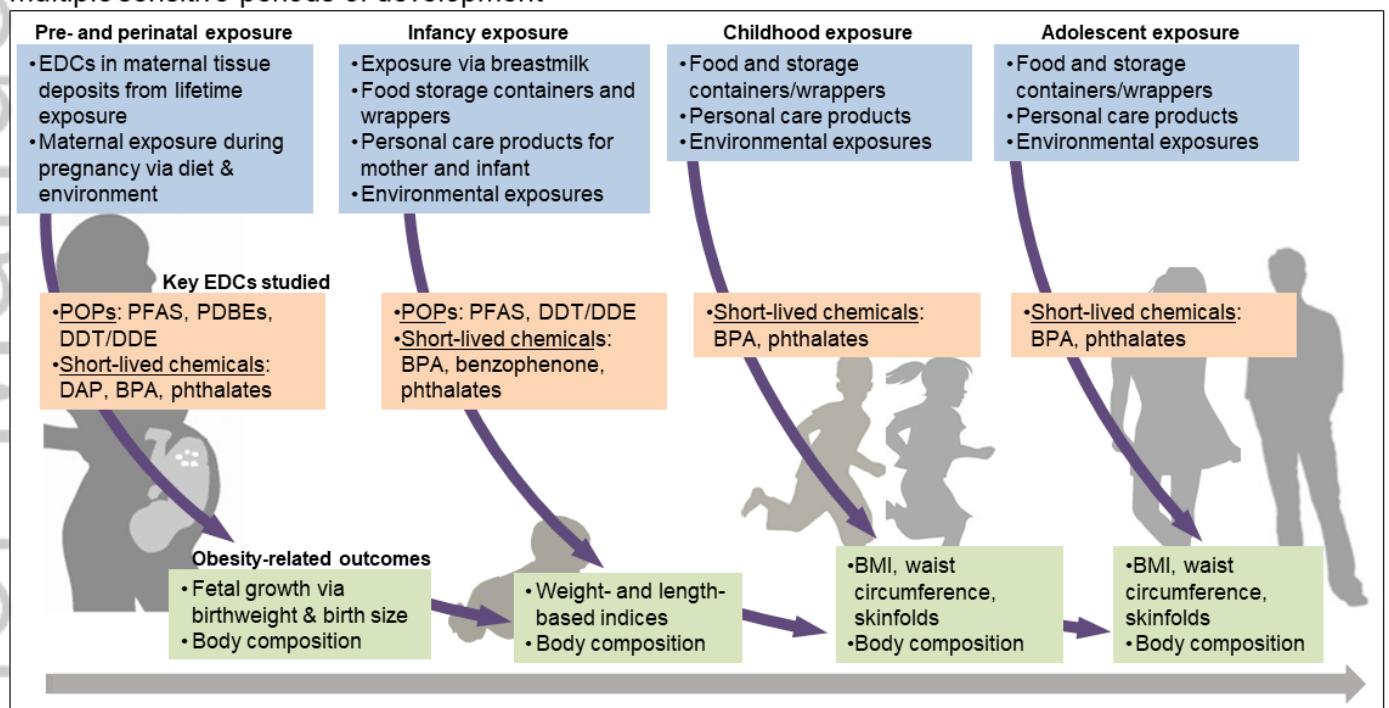 multiple sensitive periods of development
Pre- and perinatal exposure
•EDCs in maternal tissue
deposits from lifetime
exposure
•Maternal exposure during
pregnancy via diet &
environment
Infancy exposure
•Exposure via breastmilk
•Food storage containers and
wrappers
•Personal care products for
mother and infant
•Environmental exposures
Childhood exposure
•Food and storage
containers/wrappers
•Personal care products
•Environmental exposures
Adolescent exposure
•Food and storage
containers/wrappers
•Personal care products
•Environmental exposures
Key EDCs studied
•POPs: PFAS, PDBEs,
DDT/DDE
•Short-lived chemicals:
DAP, BPA, phthalates
•POPs: PFAS, DDT/DDE
•Short-lived chemicals:
BPA, benzophenone,
phthalates
•Short-lived chemicals:
BPA, phthalates
•Short-lived chemicals:
BPA, phthalates
Obesity-related outcomes
• Fetal growth via
birthweight & birth size
• Body composition
• Weight- and length-
based indices
• Body composition
•BMI, waist
circumference,
skinfolds
•Body composition
•BMI, waist
circumference,
skinfolds
•Body composition